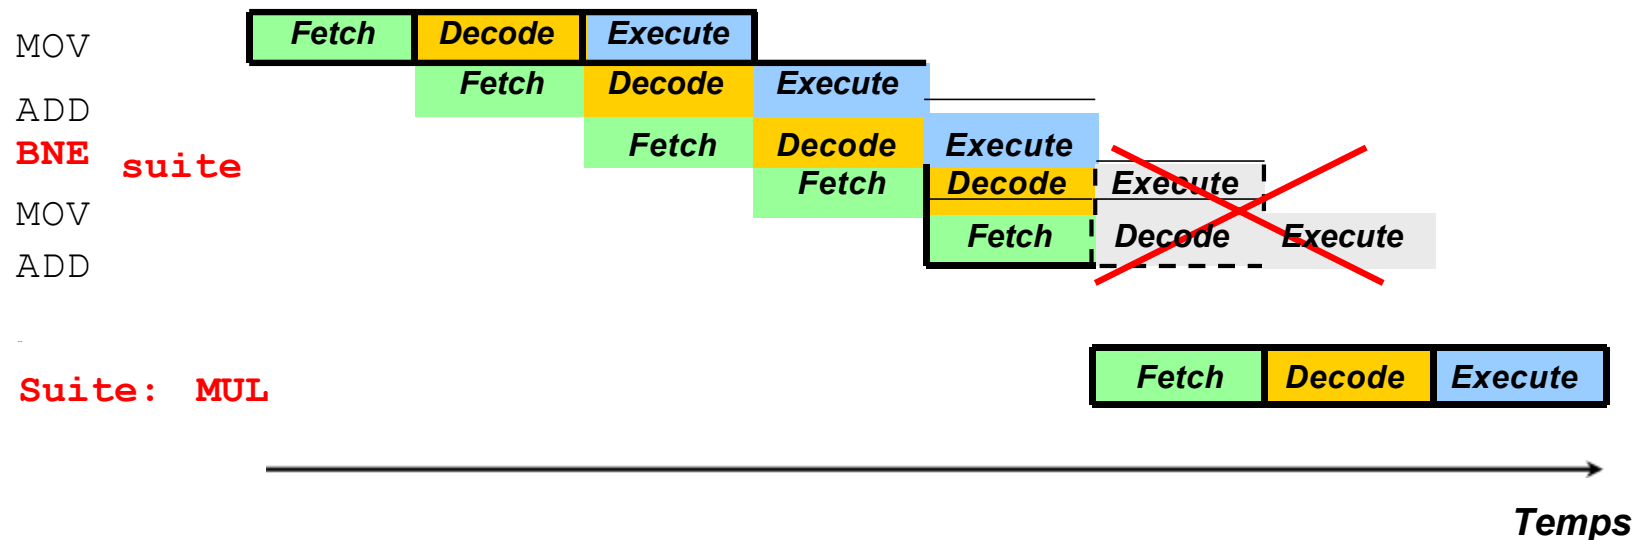 MOV Fetch Decode Execute
ADD Fetch Decode Execute
BNE suite Fetch Decode Execute
MOV Fetch Decode Execute
ADD Fetch Decode Execute
Suite: MUL Fetch Decode Execute
Temps